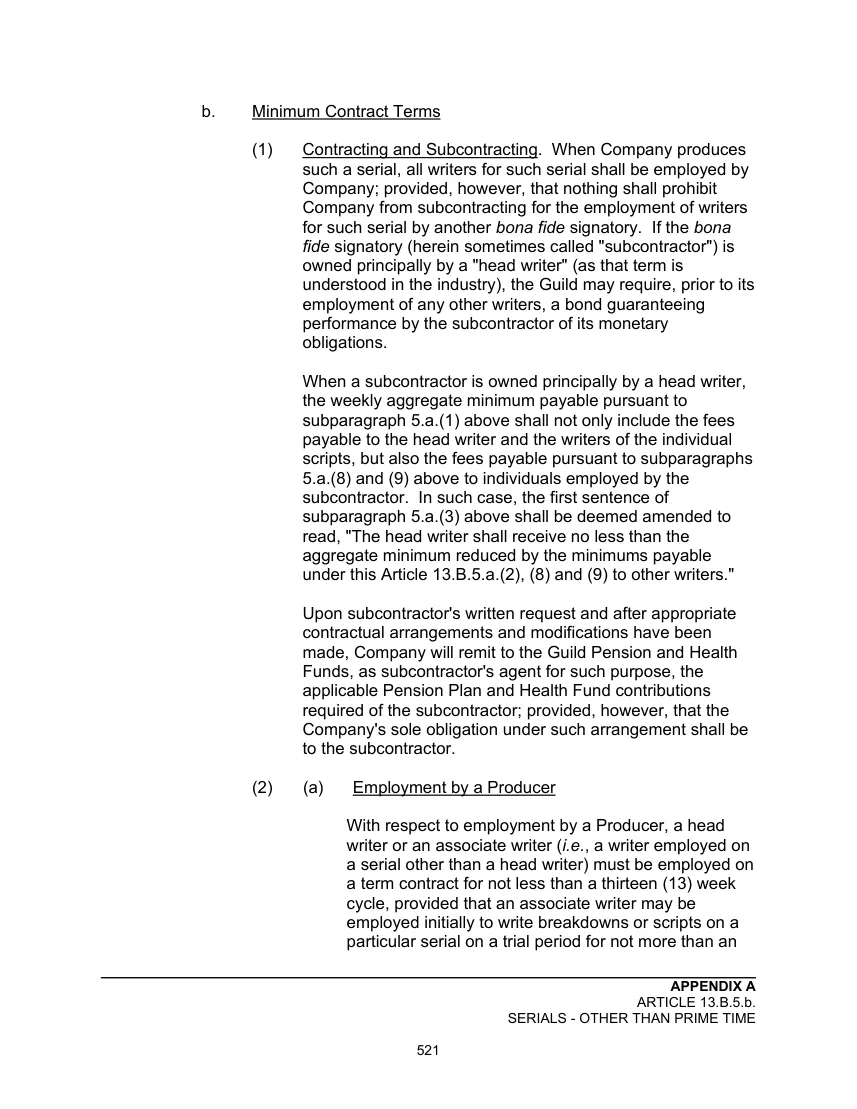 b. Minimum Contract Terms
(1) Contracting and Subcontracting. When Company produces
such a serial, all writers for such serial shall be employed by
Company; provided, however, that nothing shall prohibit
Company from subcontracting for the employment of writers
for such serial by another bona fide signatory. If the bona
fide signatory (herein sometimes called "subcontractor") is
owned principally by a "head writer" (as that term is
understood in the industry), the Guild may require, prior to its
employment of any other writers, a bond guaranteeing
performance by the subcontractor of its monetary
obligations.
When a subcontractor is owned principally by a head writer,
the weekly aggregate minimum payable pursuant to
subparagraph 5.a.(1) above shall not only include the fees
payable to the head writer and the writers of the individual
scripts, but also the fees payable pursuant to subparagraphs
5.a.(8) and (9) above to individuals employed by the
subcontractor. In such case, the first sentence of
subparagraph 5.a.(3) above shall be deemed amended to
read, "The head writer shall receive no less than the
aggregate minimum reduced by the minimums payable
under this Article 13.B.5.a.(2), (8) and (9) to other writers."
Upon subcontractor's written request and after appropriate
contractual arrangements and modifications have been
made, Company will remit to the Guild Pension and Health
Funds, as subcontractor's agent for such purpose, the
applicable Pension Plan and Health Fund contributions
required of the subcontractor; provided, however, that the
Company's sole obligation under such arrangement shall be
to the subcontractor.
(2) (a) Employment by a Producer
With respect to employment by a Producer, a head
writer or an associate writer (i.e., a writer employed on
a serial other than a head writer) must be employed on
a term contract for not less than a thirteen (13) week
cycle, provided that an associate writer may be
employed initially to write breakdowns or scripts on a
particular serial on a trial period for not more than an
APPENDIX A
ARTICLE 13.B.5.b.
SERIALS - OTHER THAN PRIME TIME
521